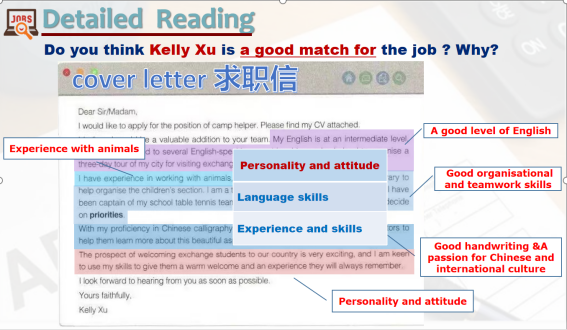 JOBS
Detailed Reading
Do you think Kelly Xu is a good match for the job ? Why?
cover letter 求职信
Dear Sir/Madam,
I would like to apply for the position of camp helper. Please find my CV attached.
a valuable addition to your team. My English is at an intermediate level,
to several
three-day tour of my city for visiting
I have experience in working with animals,
to
help organise the children's section. I am a
have
been captain of my school table tennis
decide
on priorities.
With my proficiency in Chinese calligraphy
to
help them learn more about this beautiful
The prospect of welcoming exchange students to our country is very exciting, and I am keen
to use my skills to give them a warm welcome and an experience they will always remember.
I look forward to hearing from you as soon as possible.
Yours faithfully,
Kelly Xu
Experience with animals
Personality and attitude
Language skills
Experience and skills
A good level of English
Good organisational
and teamwork skills
Good handwriting &A
passion for Chinese and
international culture
Personality and attitude